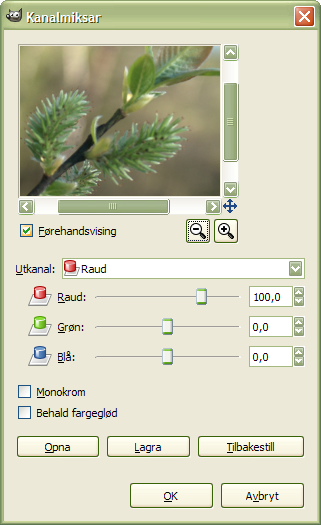 Kanalmiksar
Førehandsvising
Utkanal: Raud
Raud: 100,0
Grøn: 0,0
Blå: 0,0
Monokrom
Behald fargeglød
Opna Lagra Tilbakestill
OK Avbryt